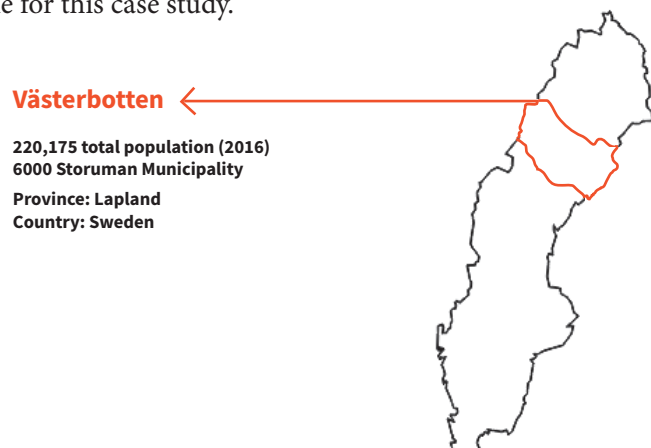 for this case study.
Västerbotten
220,175 total population (2016)
6000 Storuman Municipality
Province: Lapland
Country: Sweden